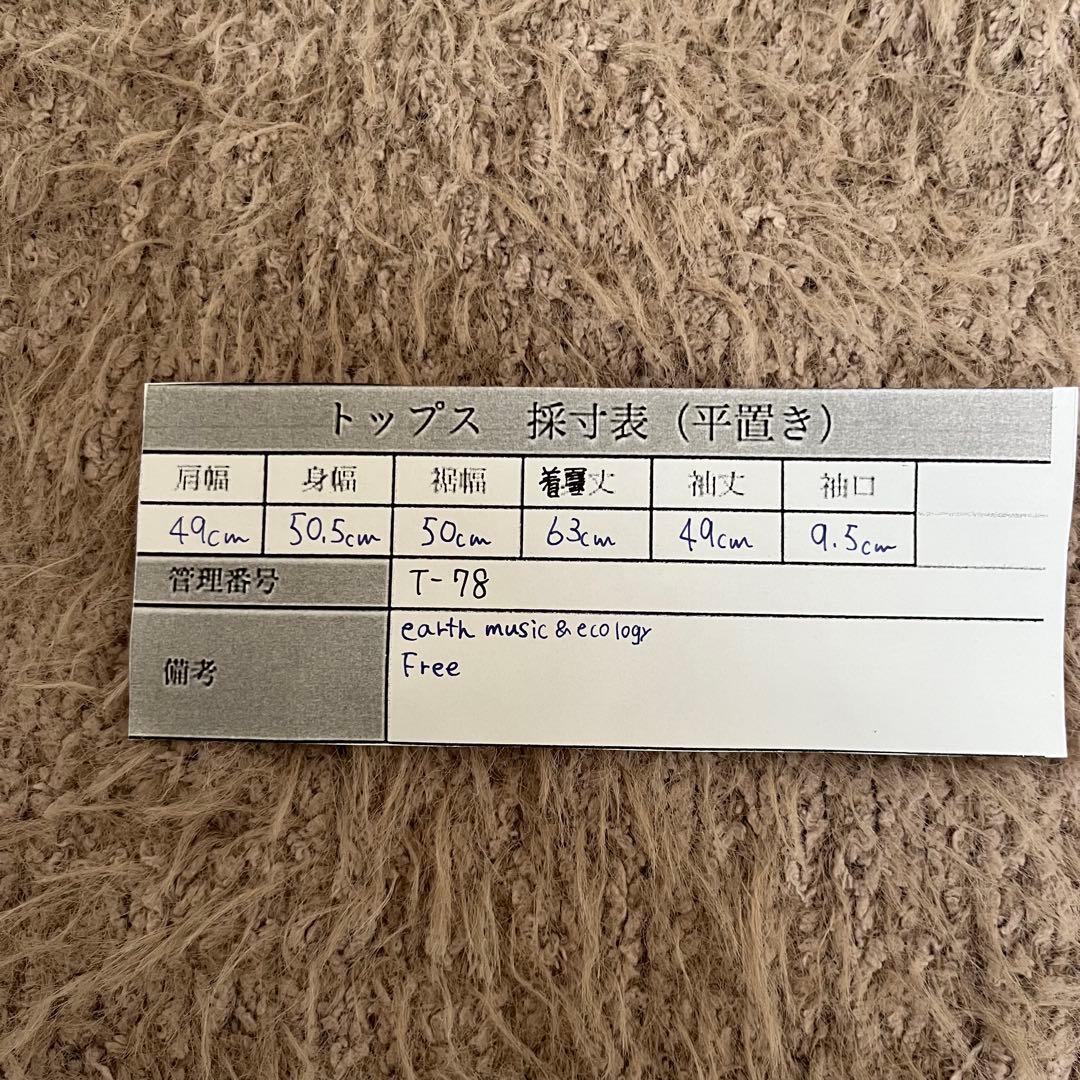 トップス 採寸表（平置き）
肩幅 身幅 裾幅 着丈 袖丈 袖口
49cm 50.5cm 50cm 63cm 49cm 9.5cm
管理番号 T-78
備考 earth music & ecology
Free